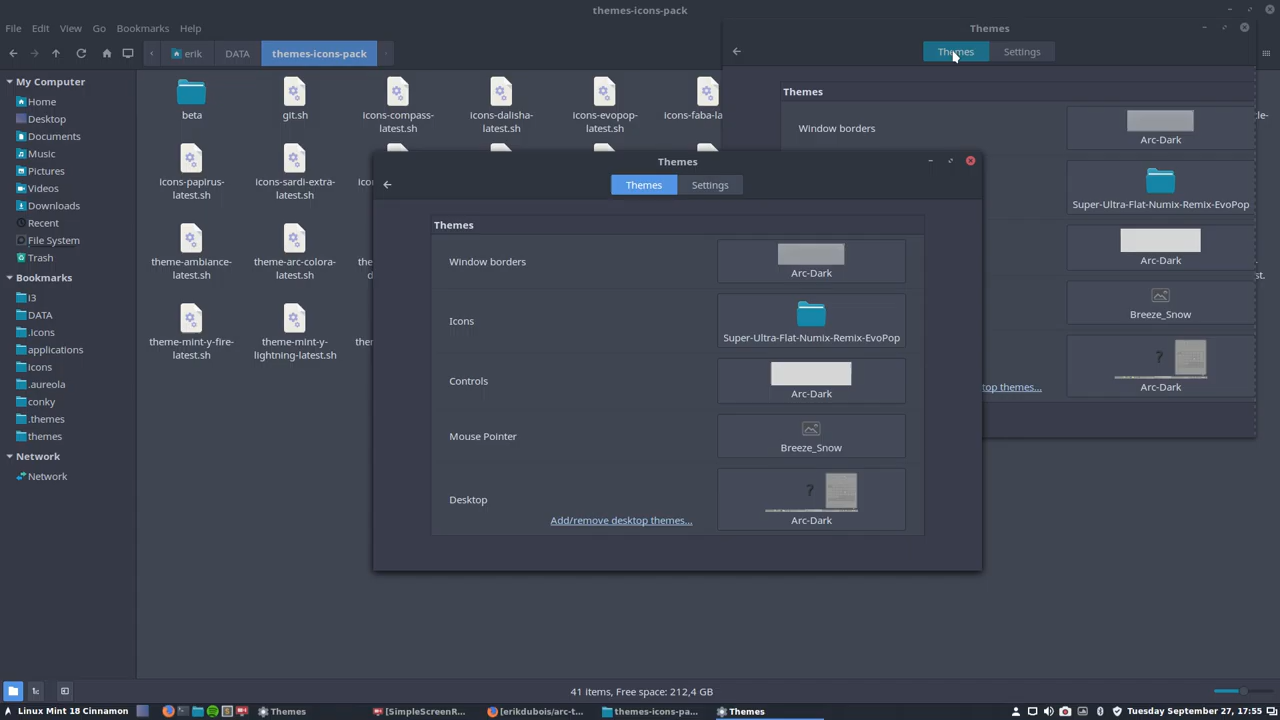 themes-icons-pack
File Edit View Go Bookmarks Help
erik DATA themes-icons-pack
My Computer
Home
Desktop
Documents
Music
Pictures
Videos
Downloads
Recent
File System
Trash
Bookmarks
I3
DATA
.icons
applications
icons
.aureola
conky
.themes
themes
Network
Network
beta
git.sh
icons-compass-
latest.sh
icons-dalisha-
latest.sh
icons-evopop-
latest.sh
icons-faba-la
icons-papirus-
latest.sh
icons-sardi-extra-
latest.sh
theme-ambiance-
latest.sh
theme-arc-colora-
latest.sh
theme-mint-y-fire-
latest.sh
theme-mint-y-
lightning-latest.sh
Themes
Themes Settings
Themes
Window borders
Arc-Dark
Super-Ultra-Flat-Numix-Remix-EvoPop
Arc-Dark
Breeze_Snow
top themes...
Arc-Dark
Themes
Themes Settings
Themes
Window borders
Arc-Dark
Icons
Super-Ultra-Flat-Numix-Remix-EvoPop
Controls
Arc-Dark
Mouse Pointer
Breeze_Snow
Desktop
Add/remove desktop themes...
Arc-Dark
41 items, Free space: 212,4 GB
Linux Mint 18 Cinnamon
Themes
[SimpleScreenR...
[erikdubois/arc-t...
themes-icons-pa...
Themes
Tuesday September 27, 17:55